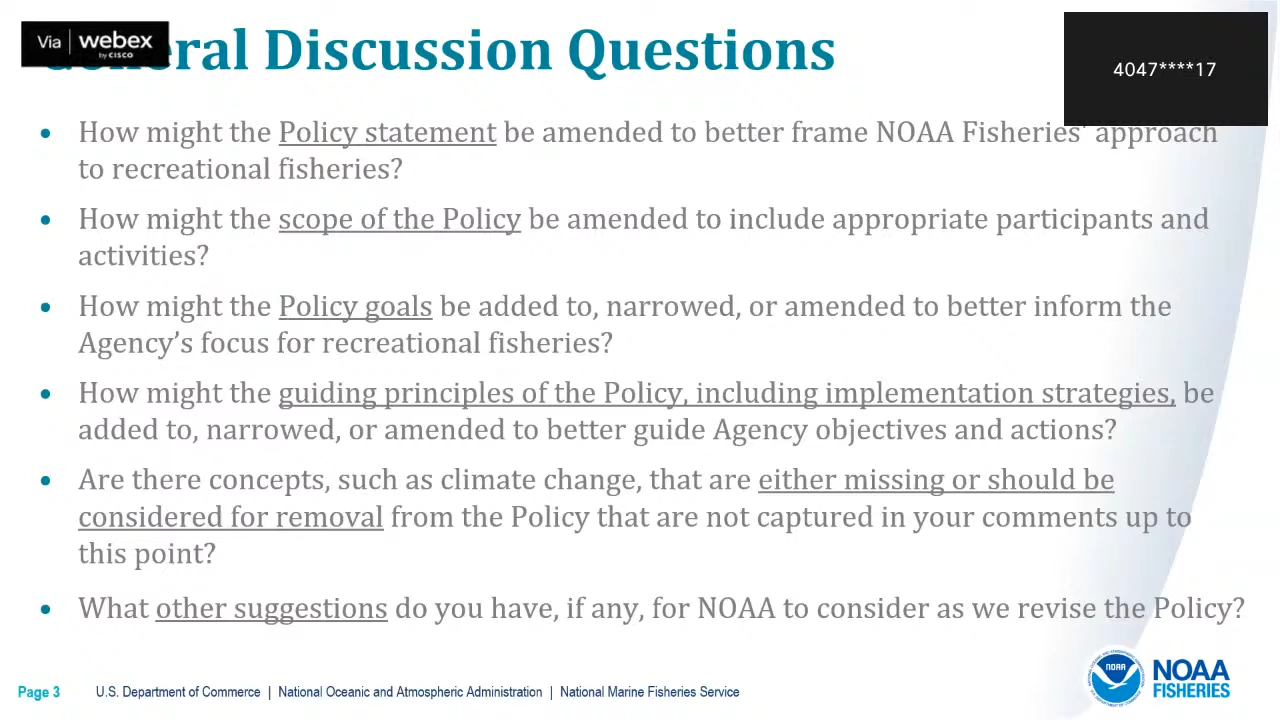 Via webex
by CISCO
eral Discussion Questions
4047****17
• How might the Policy statement be amended to better frame NOAA Fisheries' approach
to recreational fisheries?
• How might the scope of the Policy be amended to include appropriate participants and
activities?
• How might the Policy goals be added to, narrowed, or amended to better inform the
Agency's focus for recreational fisheries?
• How might the guiding principles of the Policy, including implementation strategies, be
added to, narrowed, or amended to better guide Agency objectives and actions?
• Are there concepts, such as climate change, that are either missing or should be
considered for removal from the Policy that are not captured in your comments up to
this point?
• What other suggestions do you have, if any, for NOAA to consider as we revise the Policy?
Page 3 U.S. Department of Commerce | National Oceanic and Atmospheric Administration | National Marine Fisheries Service
NOAA
NOAA
FISHERIES